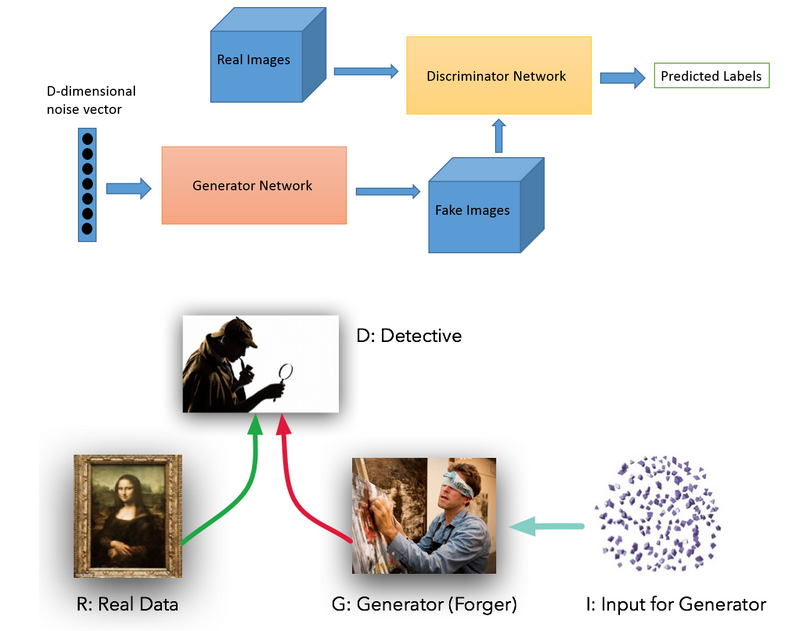 Real Images
Discriminator Network
Predicted Labels
D-dimensional
noise vector
Generator Network
Fake Images
D: Detective
R: Real Data
G: Generator (Forger)
I: Input for Generator